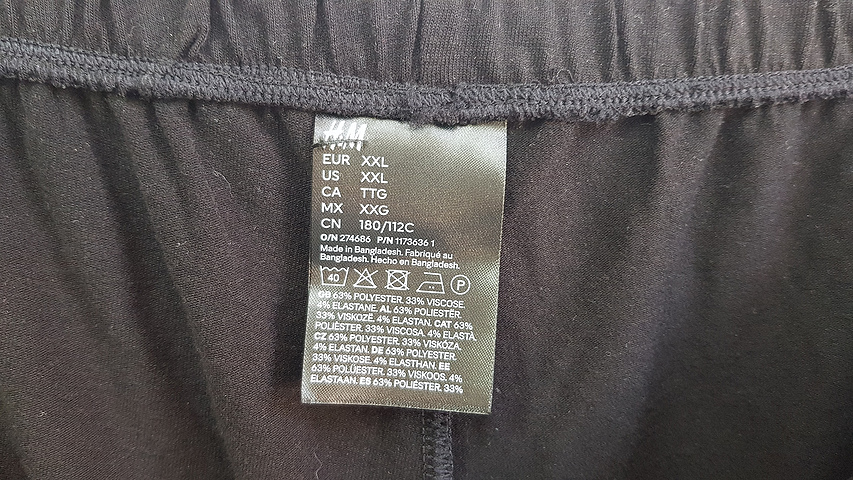 H&M
EUR XXL
US XXL
CA TTG
MX XXG
CN 180/112C
O/N 274686 P/N 1173636 1
Made in Bangladesh. Fabriqué au
Bangladesh. Hecho en Bangladesh.
40 P
GB 63% POLYESTER. 33% VISCOSE.
4% ELASTANE. AL 63% POLIESTËR.
33% VISKOZË. 4% ELASTAN. CAT 63%
POLIÈSTER. 33% VISCOSA. 4% ELASTÀ.
CZ 63% POLYESTER. 33% VISKÓZA.
4% ELASTAN. DE 63% POLYESTER.
33% VISKOSE. 4% ELASTHAN. EE
63% POLÜESTER. 33% VISKOOS. 4%
ELASTAAN. ES 63% POLIÉSTER. 33%